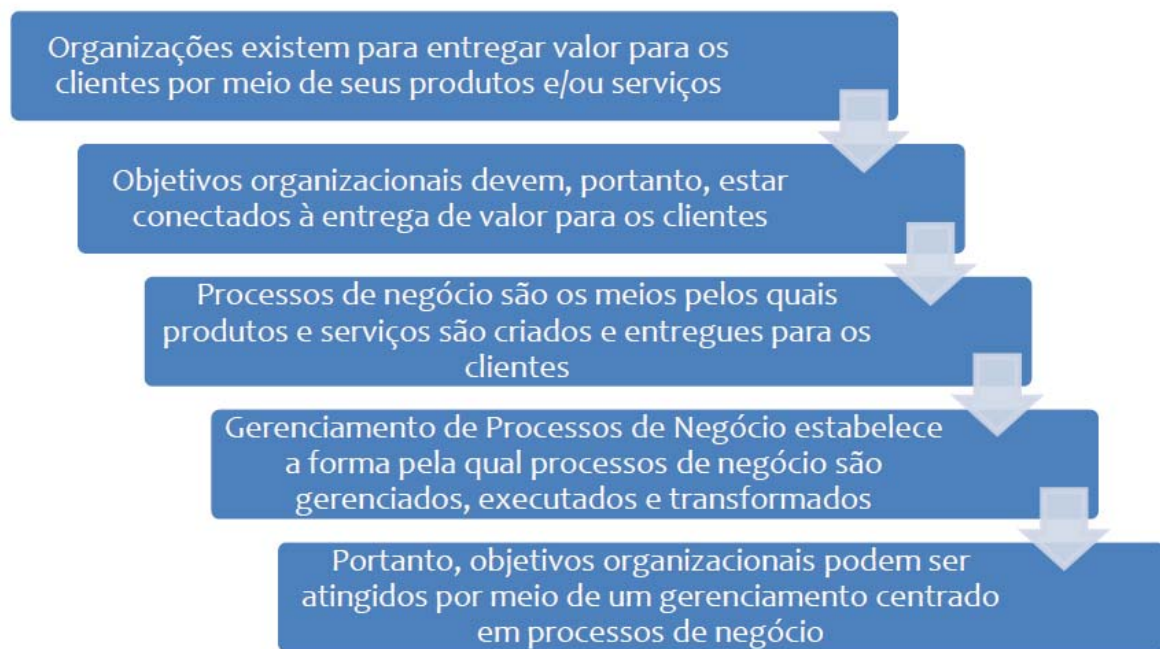 Organizações existem para entregar valor para os
clientes por meio de seus produtos e/ou serviços
Objetivos organizacionais devem, portanto, estar
conectados à entrega de valor para os clientes
Processos de negócio são os meios pelos quais
produtos e serviços são criados e entregues para os
clientes
Gerenciamento de Processos de Negócio estabelece
a forma pela qual processos de negócio são
gerenciados, executados e transformados
Portanto, objetivos organizacionais podem ser
atingidos por meio de um gerenciamento centrado
em processos de negócio